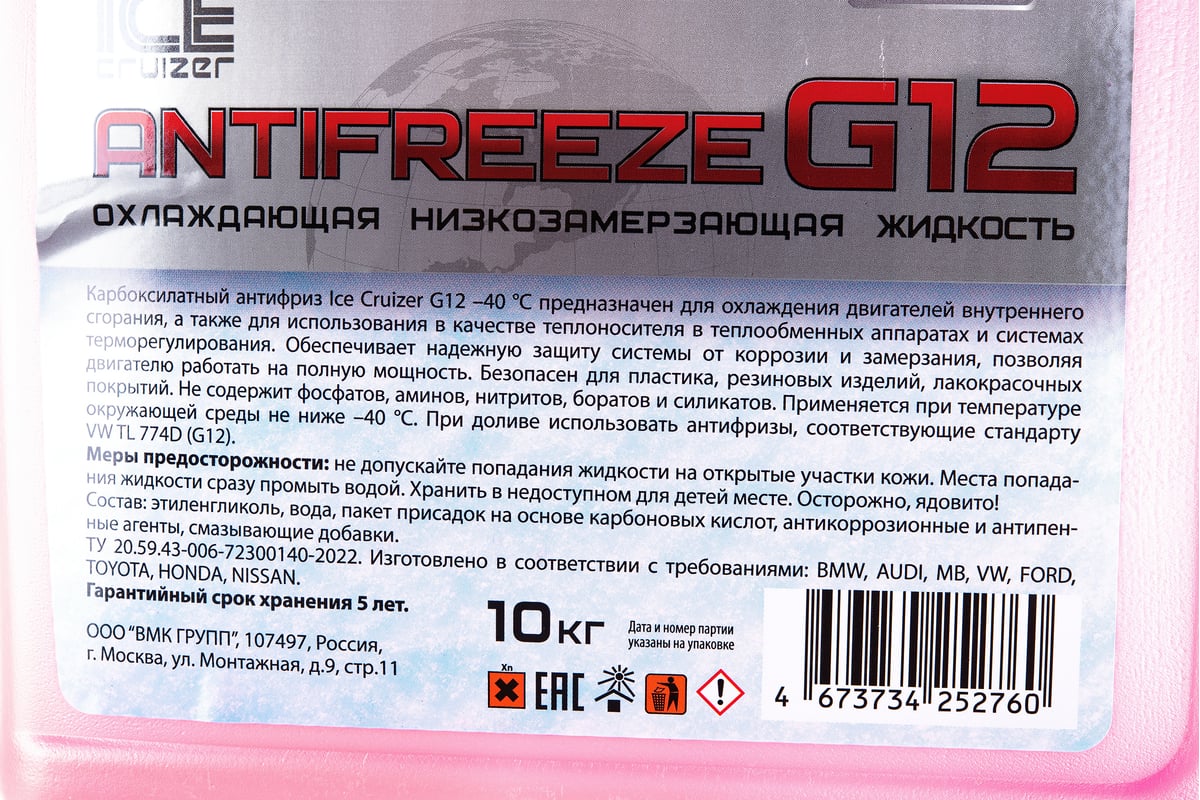 ICE
cruizer
ANTIFREEZE G12
ОХЛАЖДАЮЩАЯ НИЗКОЗАМЕРЗАЮЩАЯ ЖИДКОСТЬ
Карбоксилатный антифриз Ice Cruizer G12 –40 °С предназначен для охлаждения двигателей внутреннего
сгорания, а также для использования в качестве теплоносителя в теплообменных аппаратах и системах
терморегулирования. Обеспечивает надежную защиту системы от коррозии и замерзания, позволяя
двигателю работать на полную мощность. Безопасен для пластика, резиновых изделий, лакокрасочных
покрытий. Не содержит фосфатов, аминов, нитритов, боратов и силикатов. Применяется при температуре
окружающей среды не ниже –40 °С. При доливе использовать антифризы, соответствующие стандарту
VW TL 774D (G12).
Меры предосторожности: не допускайте попадания жидкости на открытые участки кожи. Места попада-
ния жидкости сразу промыть водой. Хранить в недоступном для детей месте. Осторожно, ядовито!
Состав: этиленгликоль, вода, пакет присадок на основе карбоновых кислот, антикоррозионные и антипен-
ные агенты, смазывающие добавки.
ТУ 20.59.43-006-72300140-2022. Изготовлено в соответствии с требованиями: BMW, AUDI, MB, VW, FORD,
TOYOTA, HONDA, NISSAN.
Гарантийный срок хранения 5 лет.
ООО "ВМК ГРУПП", 107497, Россия,
г. Москва, ул. Монтажная, д.9, стр.11
10 кг
Дата и номер партии
указаны на упаковке
Xn
EAC
4 673734 252760